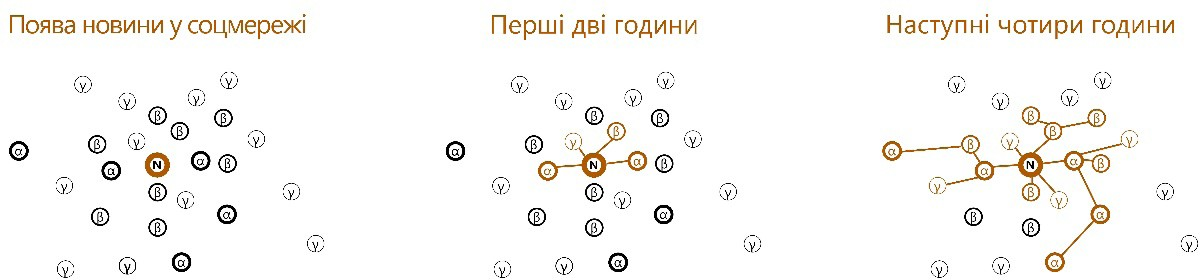 Поява новини у соцмережі
γ γ
γ γ
β β
β
β γ γ
α
α N α β
γ β γ
β α
β
γ
γ γ α
Перші дві години
γ γ
γ γ
β β
β
β γ γ
α
α N α β
γ β γ
β α
β
γ
γ γ α
Наступні чотири години
γ γ
γ γ
β β
β
β γ γ
α
α N α β
γ β γ γ
β α
β
γ
γ γ α